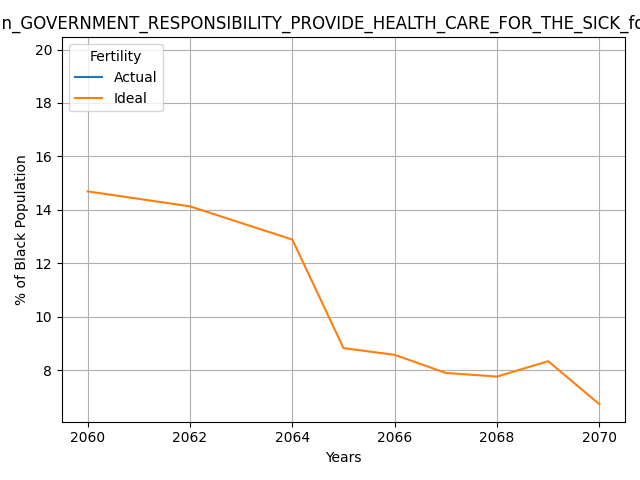 n_GOVERNMENT_RESPONSIBILITY_PROVIDE_HEALTH_CARE_FOR_THE_SICK_fo
20
18
16
14
12
10
8
% of Black Population
Fertility
Actual
Ideal
2060 2062 2064 2066 2068 2070
Years